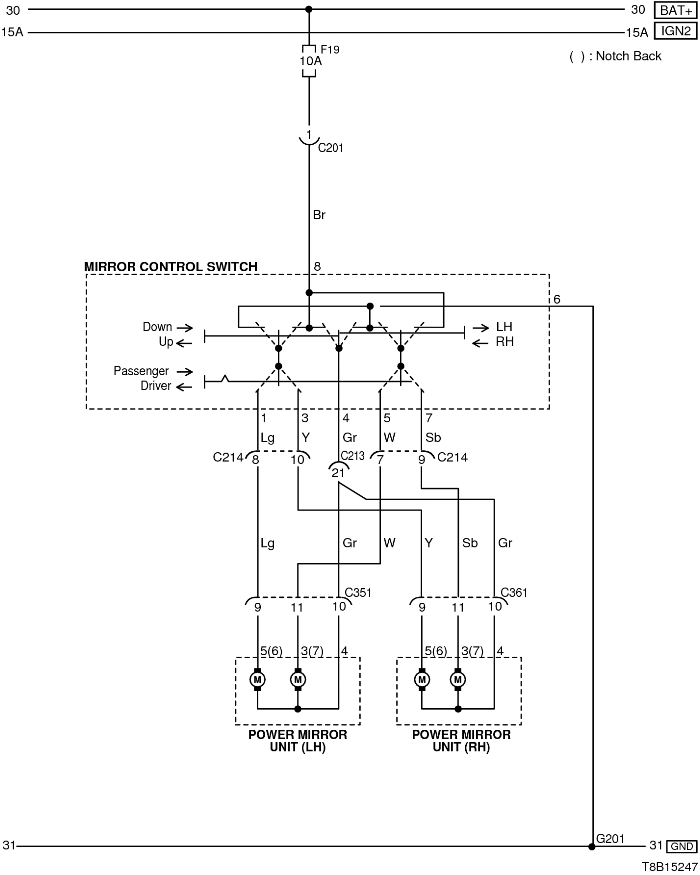 30 30 BAT+
15A 15A IGN2
F19
10A
( ) : Notch Back
1
C201
Br
8
MIRROR CONTROL SWITCH
6
Down LH
Up RH
Passenger
Driver
1 3 4 5 7
Lg Y Gr W Sb
C214 8 10 C213 21 7 9 C214
Lg Gr W Y Sb Gr
C351 C361
9 11 10 9 11 10
5(6) 3(7) 4 5(6) 3(7) 4
M M M M
POWER MIRROR
UNIT (LH)
POWER MIRROR
UNIT (RH)
G201
31 31 GND
T8B15247